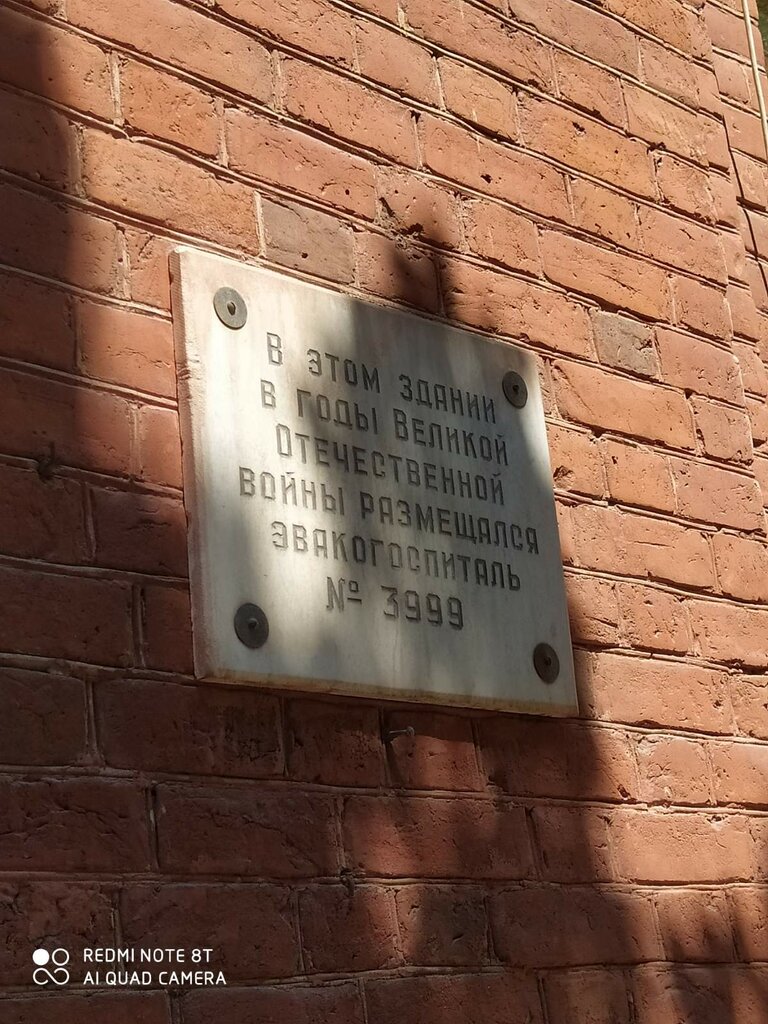 В ЭТОМ ЗДАНИИ
В ГОДЫ ВЕЛИКОЙ
ОТЕЧЕСТВЕННОЙ
ВОЙНЫ РАЗМЕЩАЛСЯ
ЭВАКОГОСПИТАЛЬ
№ 3999
REDMI NOTE 8T
AI QUAD CAMERA